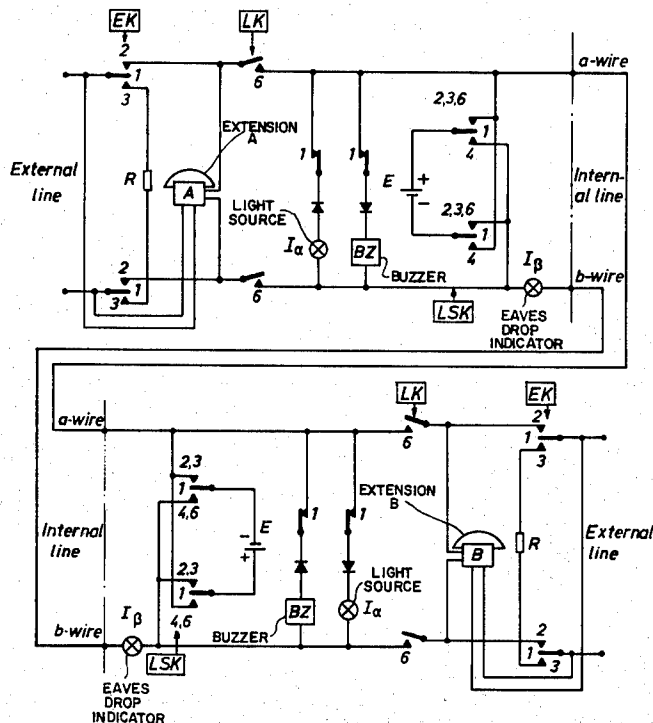 EK
LK
2
1
3
6
a-wire
EXTENSION
A
2,3,6
1
4
External
line
R
A
LIGHT
SOURCE
1
1
E
+
-
Intern-
al line
2,3,6
1
4
Iα
BZ
BUZZER
2
1
3
6
LSK
Iβ
b-wire
EAVES
DROP
INDICATOR
LK
EK
a-wire
6
2
1
3
2,3
1
4,6
E
-
+
1
1
EXTENSION
B
Internal
line
B
R
External
line
2,3
1
4,6
LIGHT
SOURCE
Iβ
b-wire
BUZZER
BZ
Iα
6
2
1
3
LSK
EAVES
DROP
INDICATOR